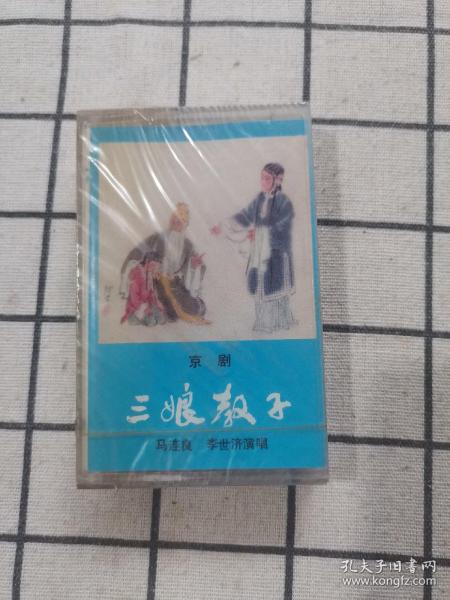 京 剧
三娘教子
马连良 李世济演唱
孔夫子旧书网
www.kongfz.com